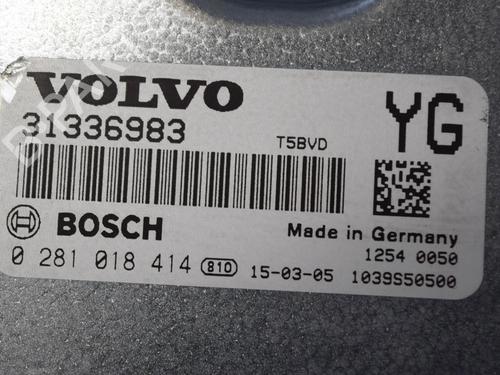 VOLVO
YG
31336983
T5BVD
BOSCH
Made in Germany
1254 0050
0 281 018 414 810 15-03-05 1039S50500